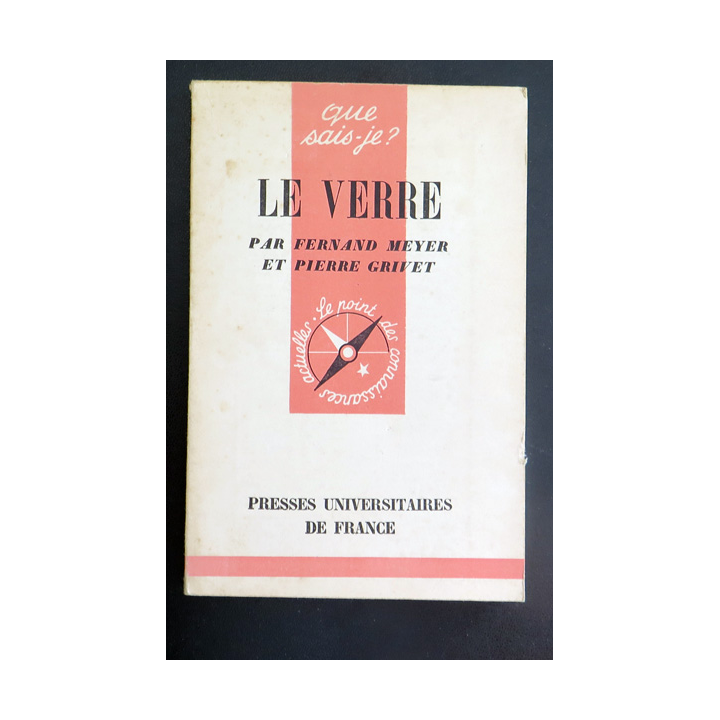 que
sais-je?
LE VERRE
PAR FERNAND MEYER
ET PIERRE GRIVET
Le point des connaissances actuelles.
PRESSES UNIVERSITAIRES
DE FRANCE